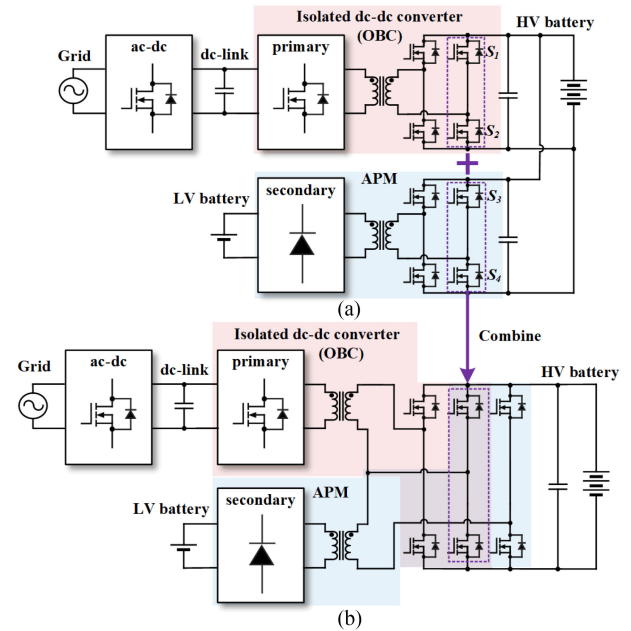 Isolated dc-dc converter
(OBC)
HV battery
Grid
ac-dc
dc-link
primary
S1
S2
APM
LV battery
secondary
S3
S4
(a)
Combine
Isolated dc-dc converter
(OBC)
HV battery
Grid
ac-dc
dc-link
primary
APM
LV battery
secondary
(b)